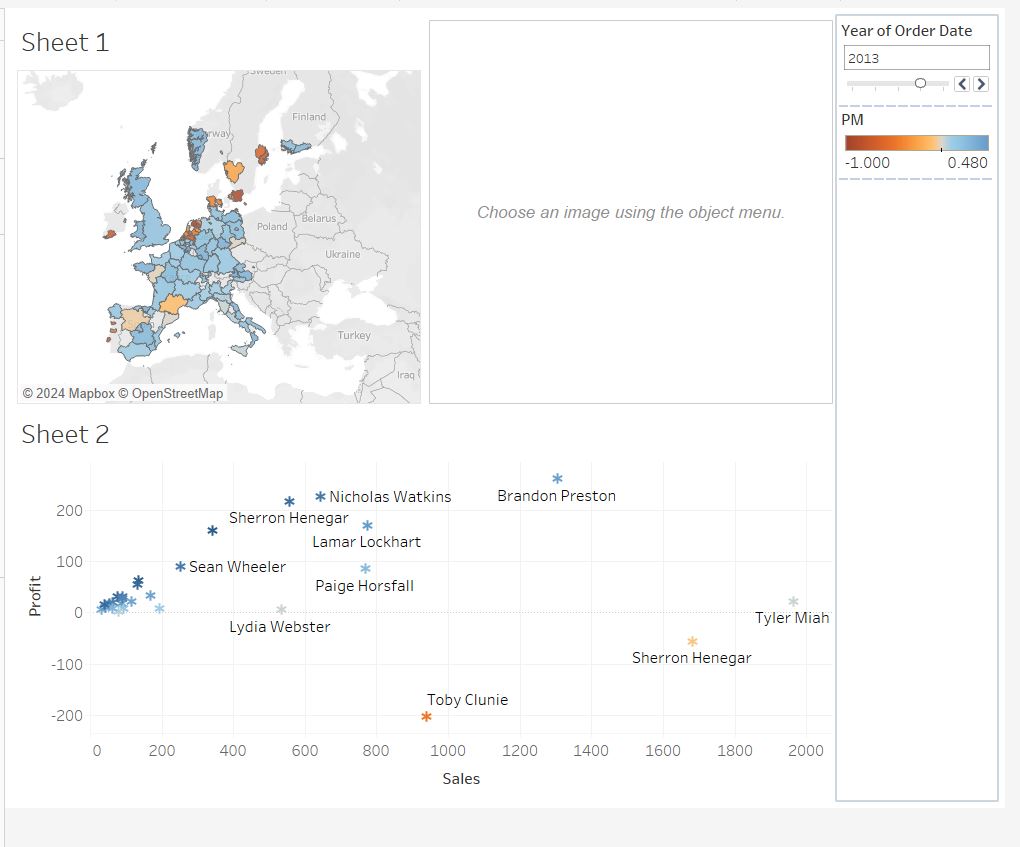 Sheet 1
Sweden
Finland
rway
Belarus
Poland
Ukraine
Turkey
Iraq
© 2024 Mapbox © OpenStreetMap
Choose an image using the object menu.
Year of Order Date
2013
PM
-1.000 0.480
Sheet 2
Nicholas Watkins
Brandon Preston
Sherron Henegar
Lamar Lockhart
Sean Wheeler
Paige Horsfall
Lydia Webster
Tyler Miah
Sherron Henegar
Toby Clunie
Profit
200
100
0
-100
-200
0 200 400 600 800 1000 1200 1400 1600 1800 2000
Sales